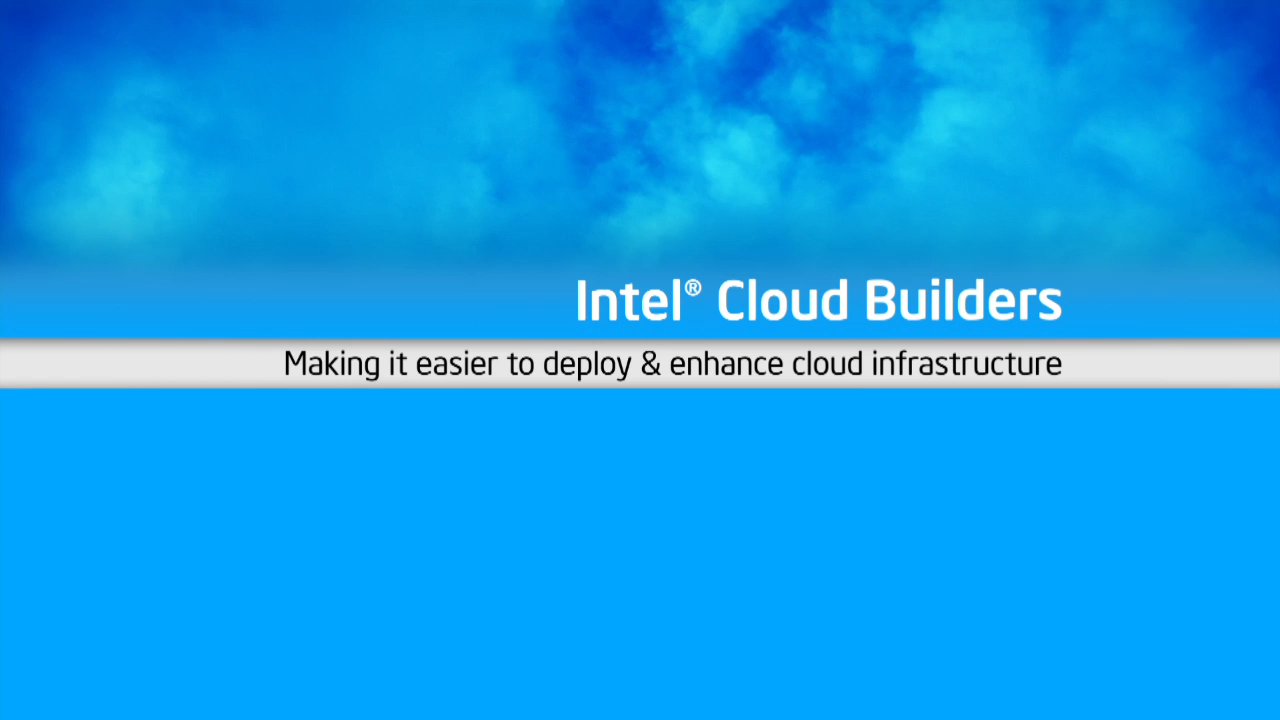 Intel® Cloud Builders
Making it easier to deploy & enhance cloud infrastructure